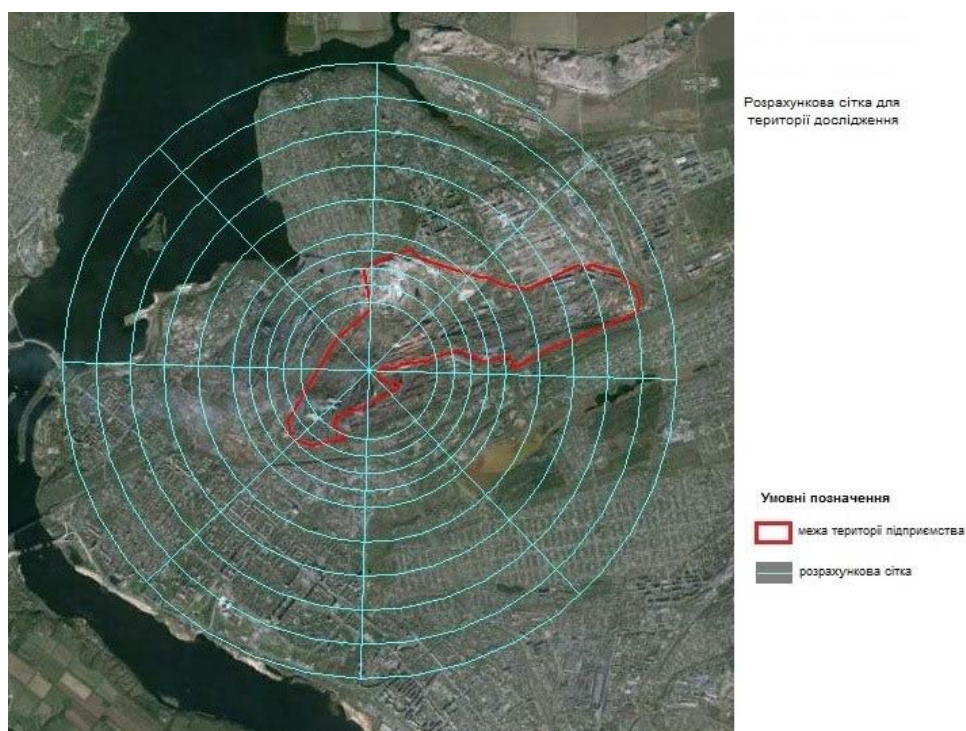 Розрахункова сітка для
території дослідження
Умовні позначення
межа території підприємства
розрахункова сітка